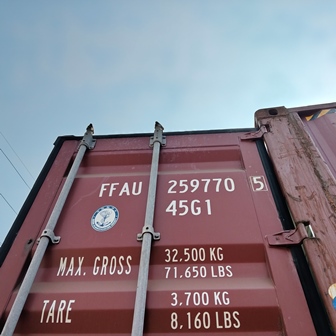 FFAU 259770 5
45G1
MAX. GROSS 32.500 KG
71.650 LBS
TARE 3.700 KG
8,160 LBS